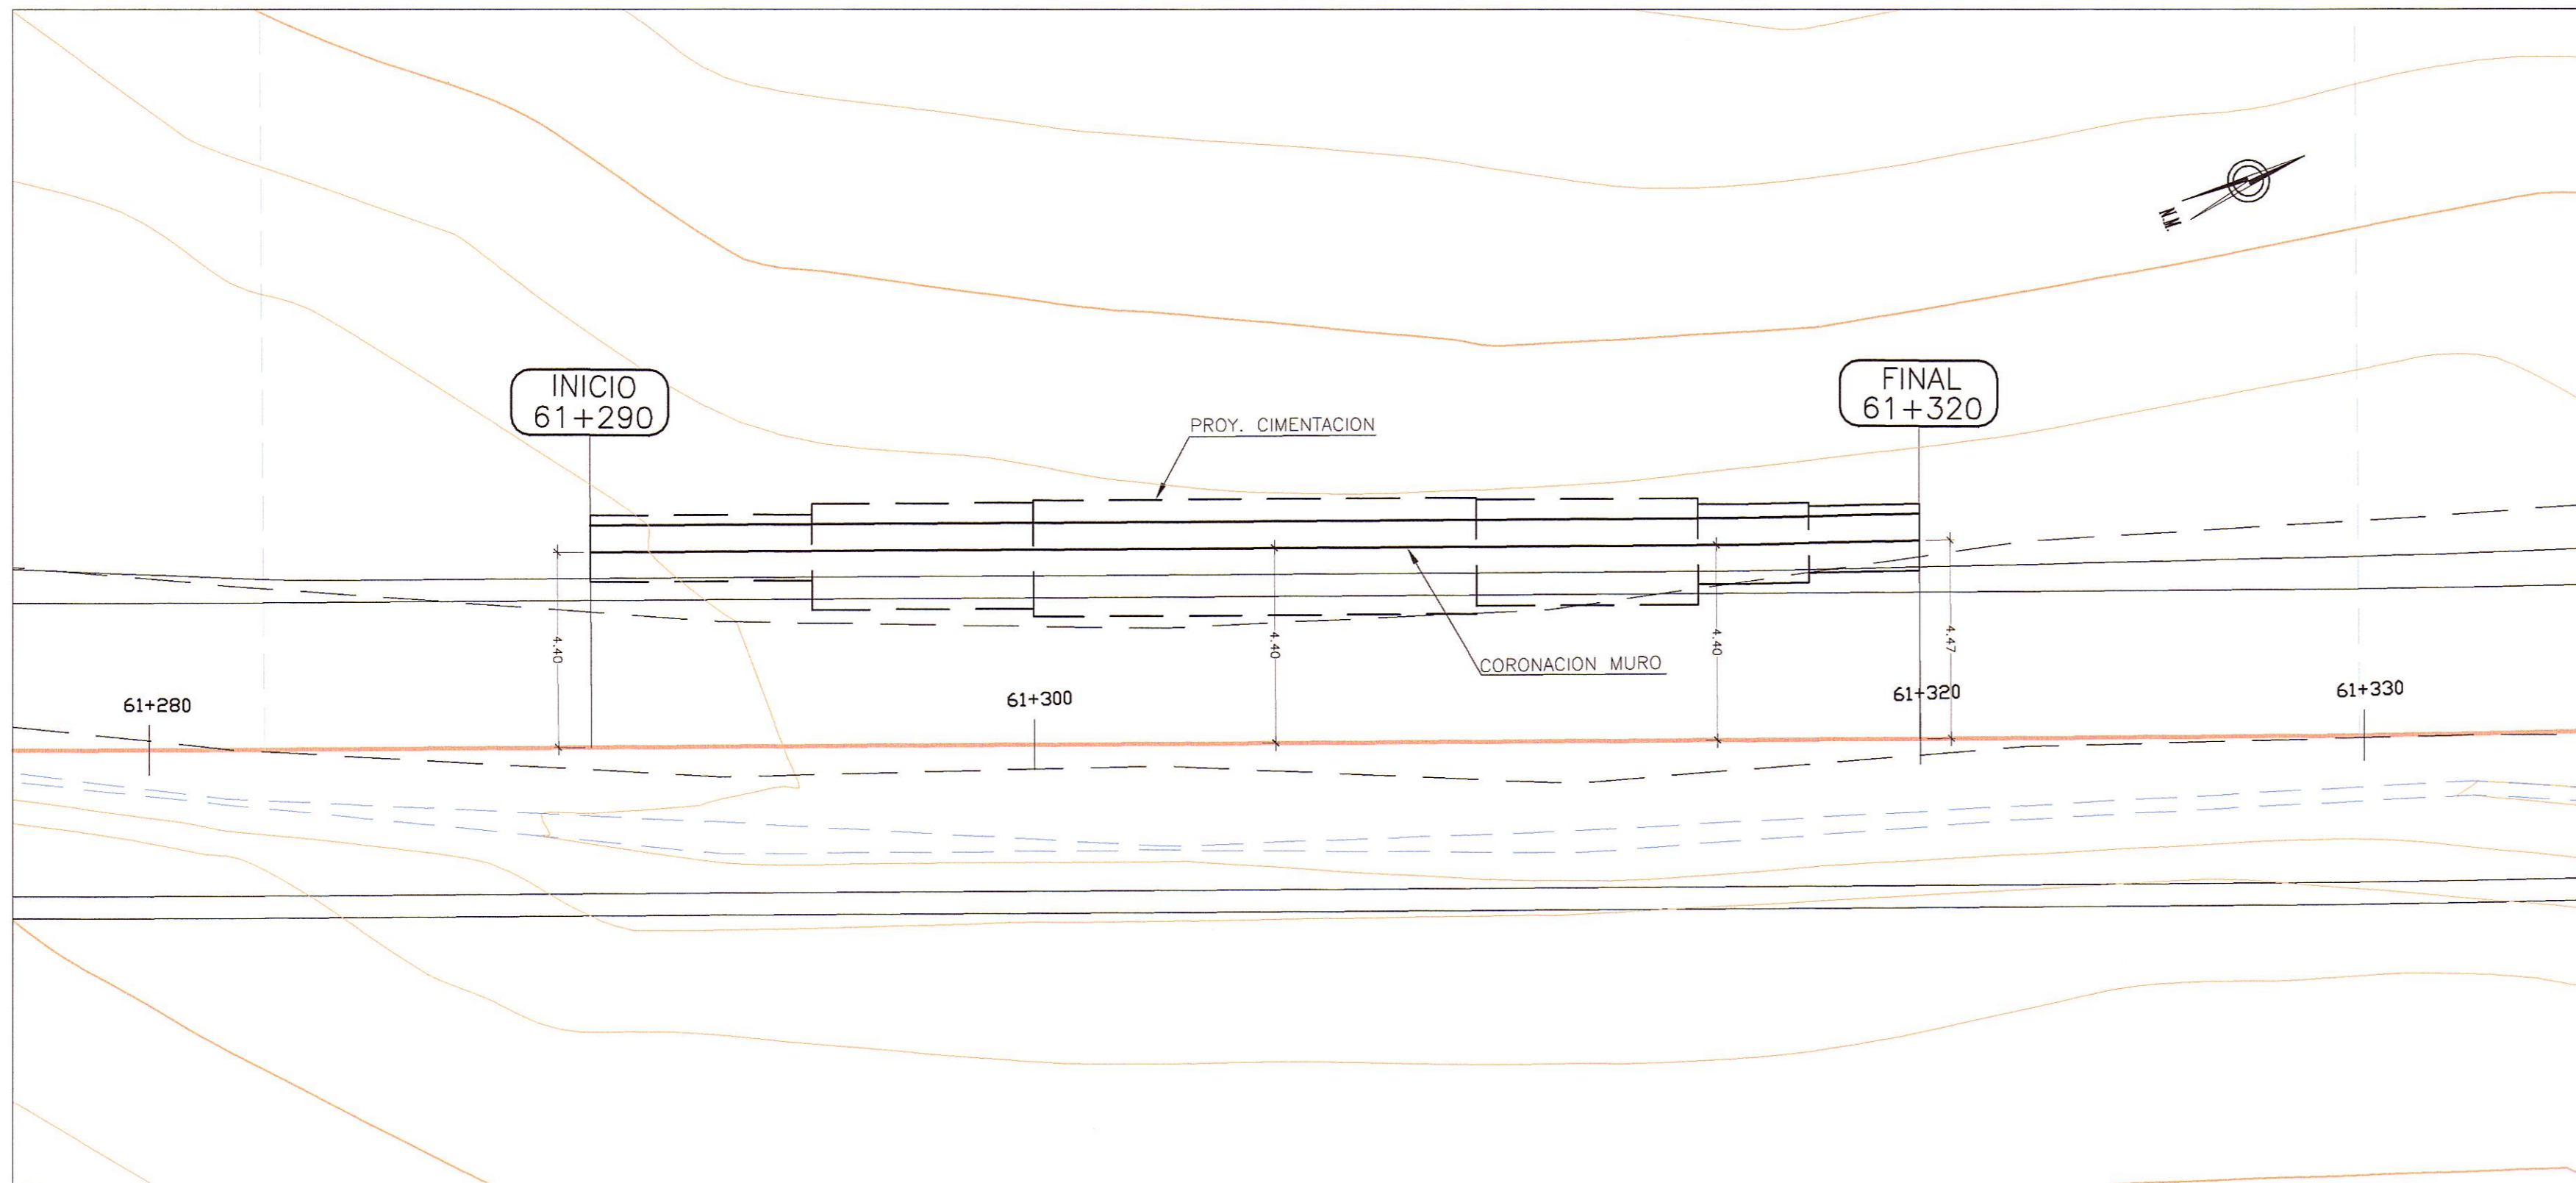 N.M.
INICIO
61+290
FINAL
61+320
PROY. CIMENTACION
4.40
4.40
4.40
4.47
CORONACION MURO
61+280
61+300
61+320
61+330